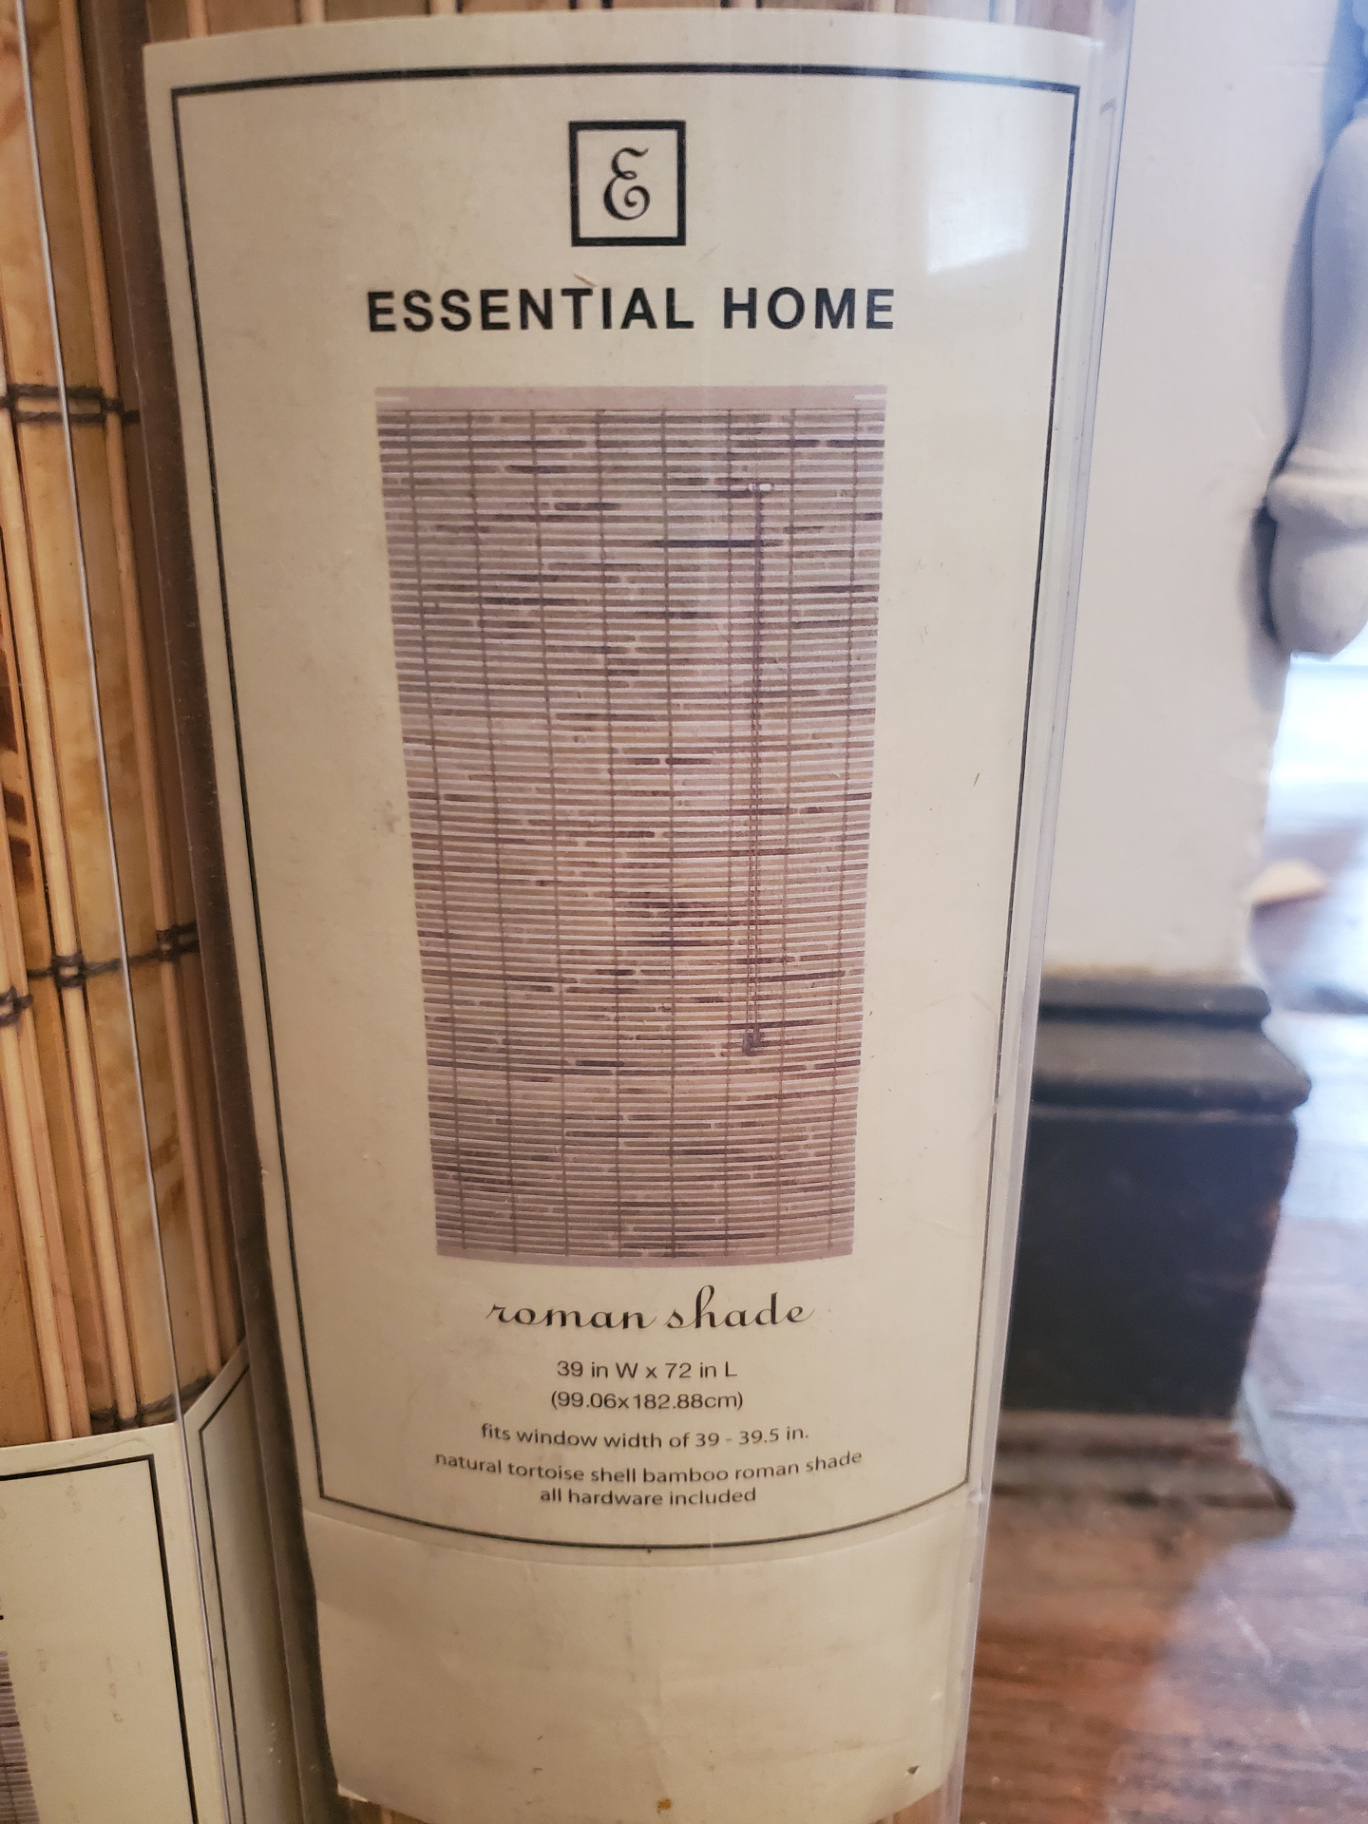 E
ESSENTIAL HOME
roman shade
39 in W x 72 in L
(99.06x182.88cm)
fits window width of 39 - 39.5 in.
natural tortoise shell bamboo roman shade
all hardware included